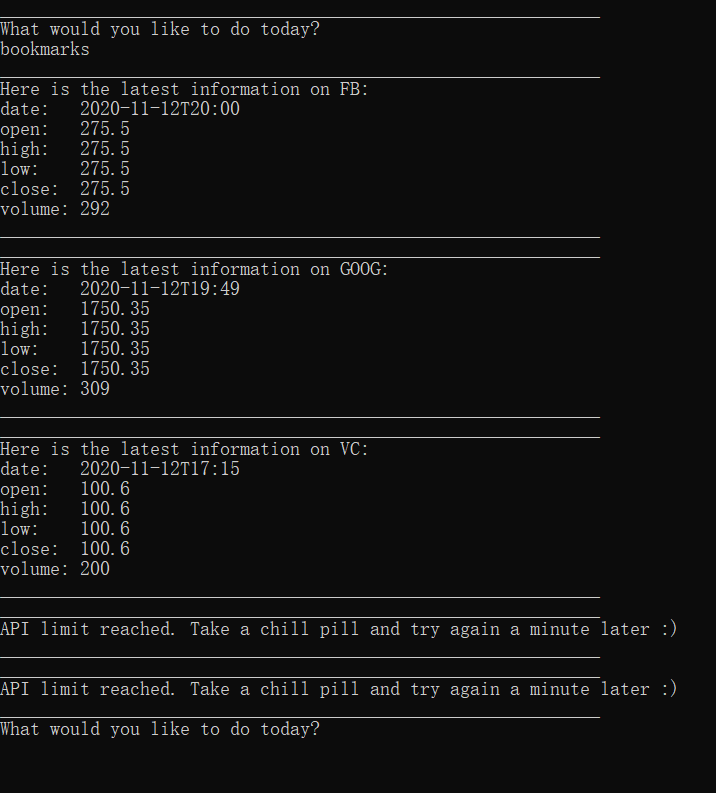 What would you like to do today?
bookmarks
Here is the latest information on FB:
date:   2020-11-12T20:00
open:   275.5
high:   275.5
low:    275.5
close:  275.5
volume: 292
Here is the latest information on GOOG:
date:   2020-11-12T19:49
open:   1750.35
high:   1750.35
low:    1750.35
close:  1750.35
volume: 309
Here is the latest information on VC:
date:   2020-11-12T17:15
open:   100.6
high:   100.6
low:    100.6
close:  100.6
volume: 200
API limit reached. Take a chill pill and try again a minute later :)
API limit reached. Take a chill pill and try again a minute later :)
What would you like to do today?